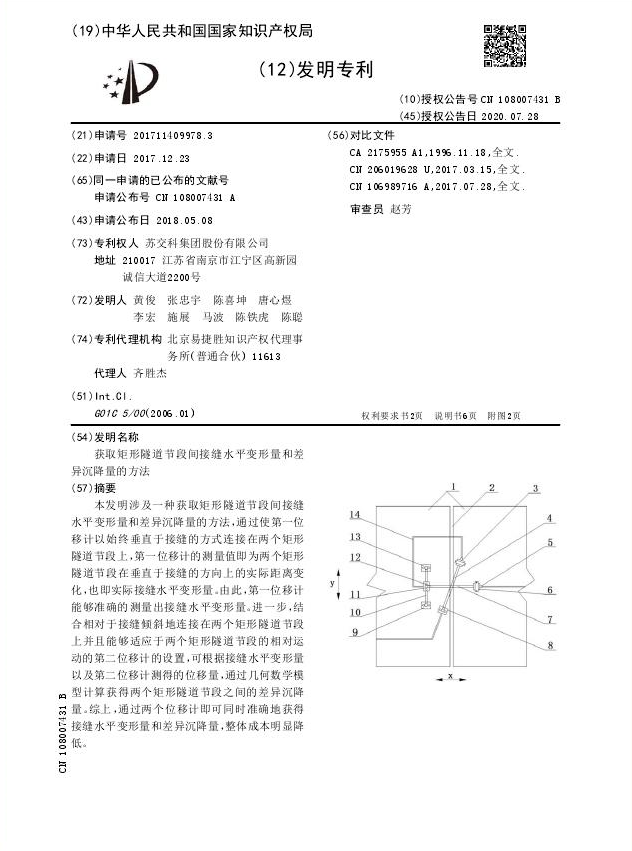 (19)中华人民共和国国家知识产权局
(12)发明专利
(10)授权公告号 CN 108007431 B
(45)授权公告日 2020.07.28
(21)申请号 201711409978.3
(22)申请日 2017.12.23
(65)同一申请的已公布的文献号
申请公布号 CN 108007431 A
(43)申请公布日 2018.05.08
(73)专利权人 苏交科集团股份有限公司
地址 210017 江苏省南京市江宁区高新园
诚信大道2200号
(72)发明人 黄俊 张忠宇 陈喜坤 唐心煜
李宏 施展 马波 陈铁虎 陈聪
(74)专利代理机构 北京易捷胜知识产权代理事
务所(普通合伙) 11613
代理人 齐胜杰
(51)Int.Cl.
G01C 5/00(2006.01)
(56)对比文件
CA 2175955 A1,1996.11.18,全文.
CN 206019628 U,2017.03.15,全文.
CN 106989716 A,2017.07.28,全文.
审查员 赵芳
权利要求书2页 说明书6页 附图2页
(54)发明名称
获取矩形隧道节段间接缝水平变形量和差
异沉降量的方法
(57)摘要
本发明涉及一种获取矩形隧道节段间接缝
水平变形量和差异沉降量的方法,通过使第一位
移计以始终垂直于接缝的方式连接在两个矩形
隧道节段上,第一位移计的测量值即为两个矩形
隧道节段在垂直于接缝的方向上的实际距离变
化,也即实际接缝水平变形量。由此,第一位移计
能够准确的测量出接缝水平变形量。进一步,结
合相对于接缝倾斜地连接在两个矩形隧道节段
上并且能够适应于两个矩形隧道节段的相对运
动的第二位移计的设置,可根据接缝水平变形量
以及第二位移计测得的位移量,通过几何数学模
型计算获得两个矩形隧道节段之间的差异沉降
量。综上,通过两个位移计即可同时准确地获得
接缝水平变形量和差异沉降量,整体成本明显降
低。
1
2
3
4
5
6
7
8
14
13
12
11
10
9
y
x
CN 108007431 B